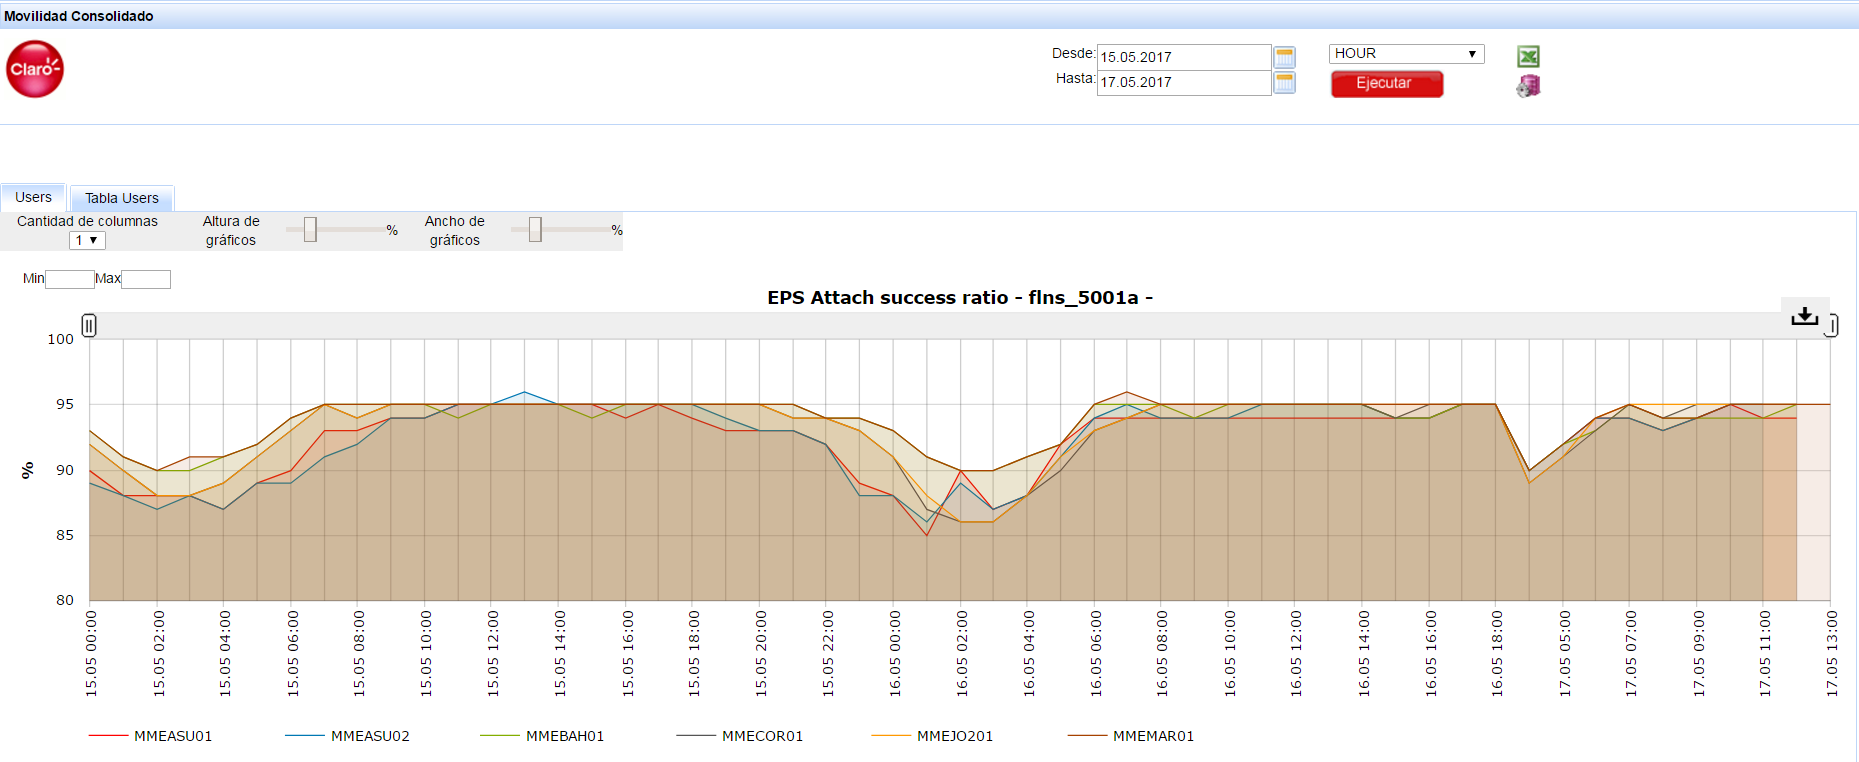 Movilidad Consolidado
Claro
Desde: 15.05.2017
HOUR
Hasta: 17.05.2017
Ejecutar
Users
Tabla Users
Cantidad de columnas
1
Altura de
gráficos
%
Ancho de
gráficos
%
Min
Max
EPS Attach success ratio - flns_5001a -
100
95
90
85
80
%
15.05 00:00
15.05 02:00
15.05 04:00
15.05 06:00
15.05 08:00
15.05 10:00
15.05 12:00
15.05 14:00
15.05 16:00
15.05 18:00
15.05 20:00
15.05 22:00
16.05 00:00
16.05 02:00
16.05 04:00
16.05 06:00
16.05 08:00
16.05 10:00
16.05 12:00
16.05 14:00
16.05 16:00
16.05 18:00
17.05 05:00
17.05 07:00
17.05 09:00
17.05 11:00
17.05 13:00
MMEASU01
MMEASU02
MMEBAH01
MMECOR01
MMEJO201
MMEMAR01